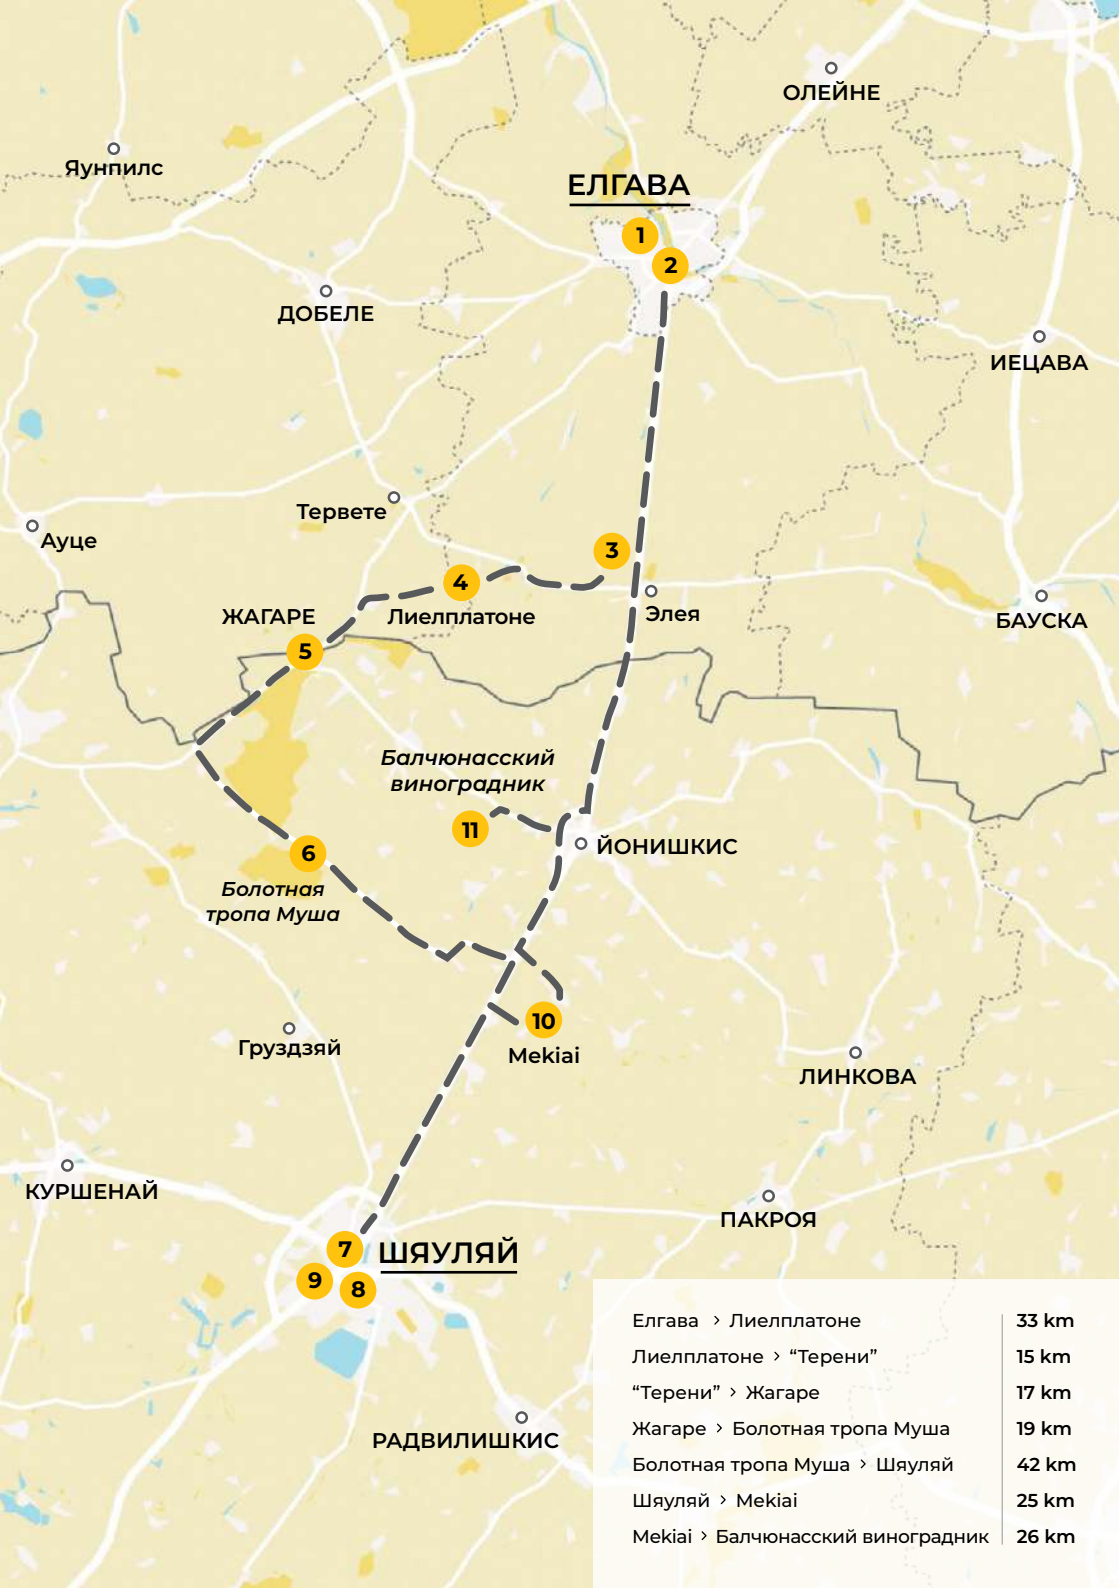 ОЛЕЙНЕ
Яунпилс
ЕЛГАВА
1
2
ДОБЕЛЕ
ИЕЦАВА
Тервете
Ауце
3
4
Элея
ЖАГАРЕ
Лиелплатоне
БАУСКА
5
Балчюнасский
виноградник
11
ЙОНИШКИС
6
Болотная
тропа Муша
10
Mekiai
Груздзяй
ЛИНКОВА
КУРШЕНАЙ
ПАКРОЯ
7
ШЯУЛЯЙ
9
8
РАДВИЛИШКИС
Елгава › Лиелплатоне 33 km
Лиелплатоне › “Терени” 15 km
“Терени” › Жагаре 17 km
Жагаре › Болотная тропа Муша 19 km
Болотная тропа Муша › Шяуляй 42 km
Шяуляй › Mekiai 25 km
Mekiai › Балчюнасский виноградник 26 km